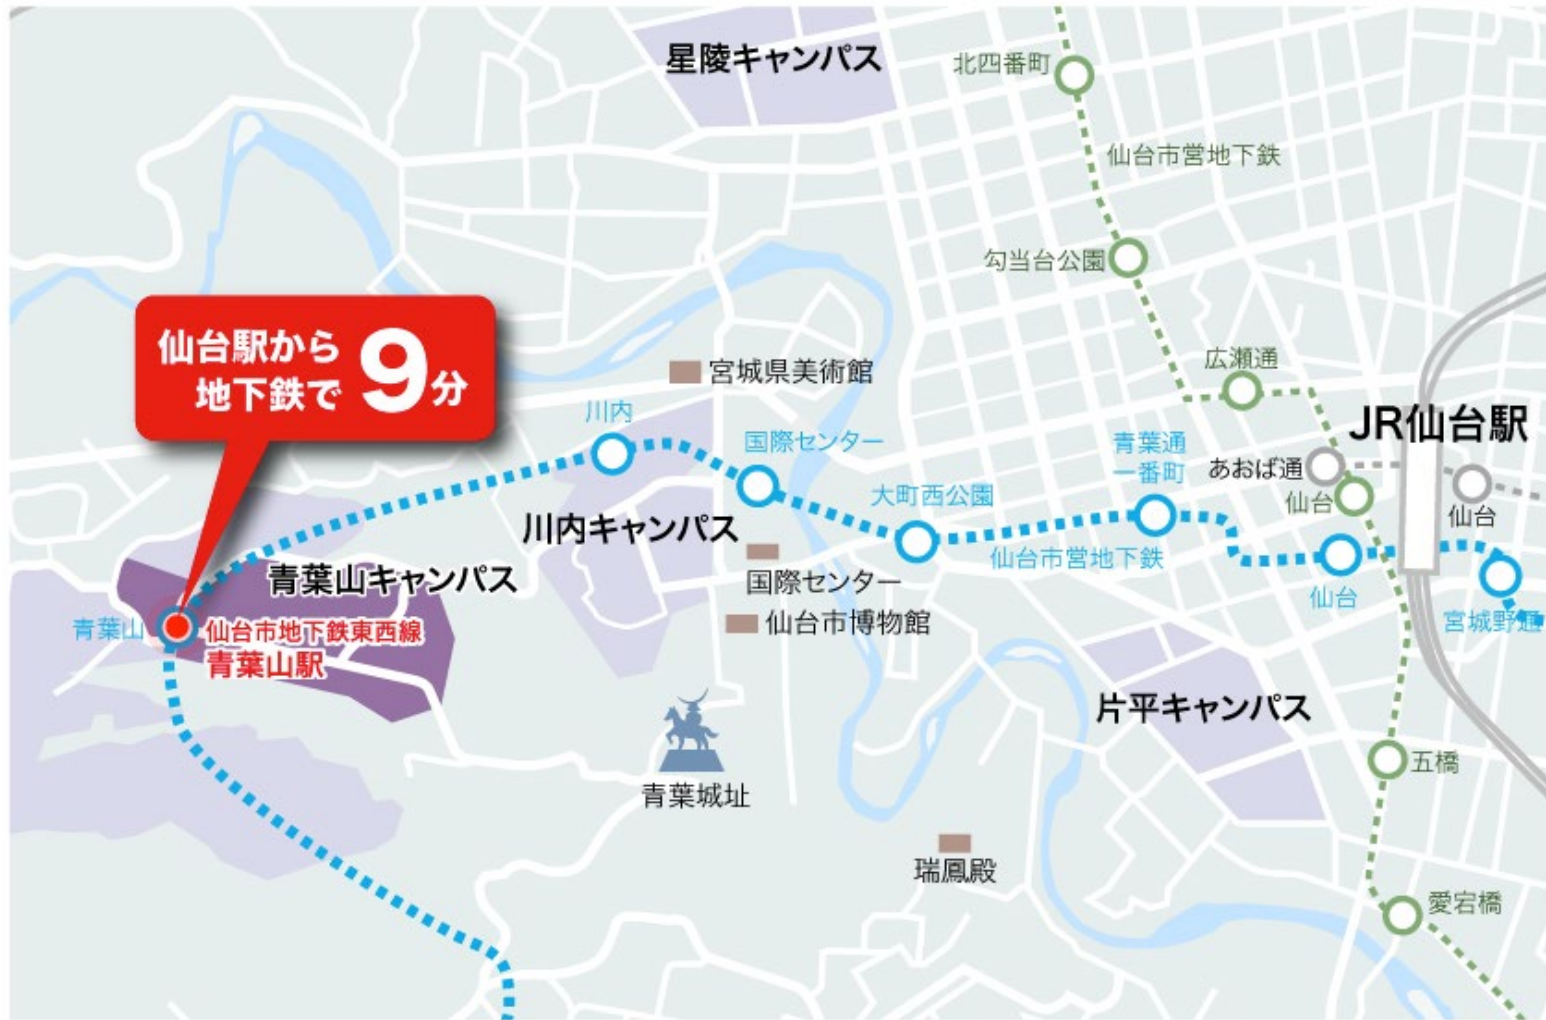 星陵キャンパス
北四番町
仙台市営地下鉄
勾当台公園
仙台駅から
地下鉄で 9分
宮城県美術館
広瀬通
川内
国際センター
青葉通
一番町
JR仙台駅
あおば通
大町西公園
仙台
仙台
川内キャンパス
仙台市営地下鉄
国際センター
青葉山キャンパス
仙台
宮城野通
仙台市博物館
青葉山
仙台市地下鉄東西線
青葉山駅
片平キャンパス
五橋
青葉城址
瑞鳳殿
愛宕橋